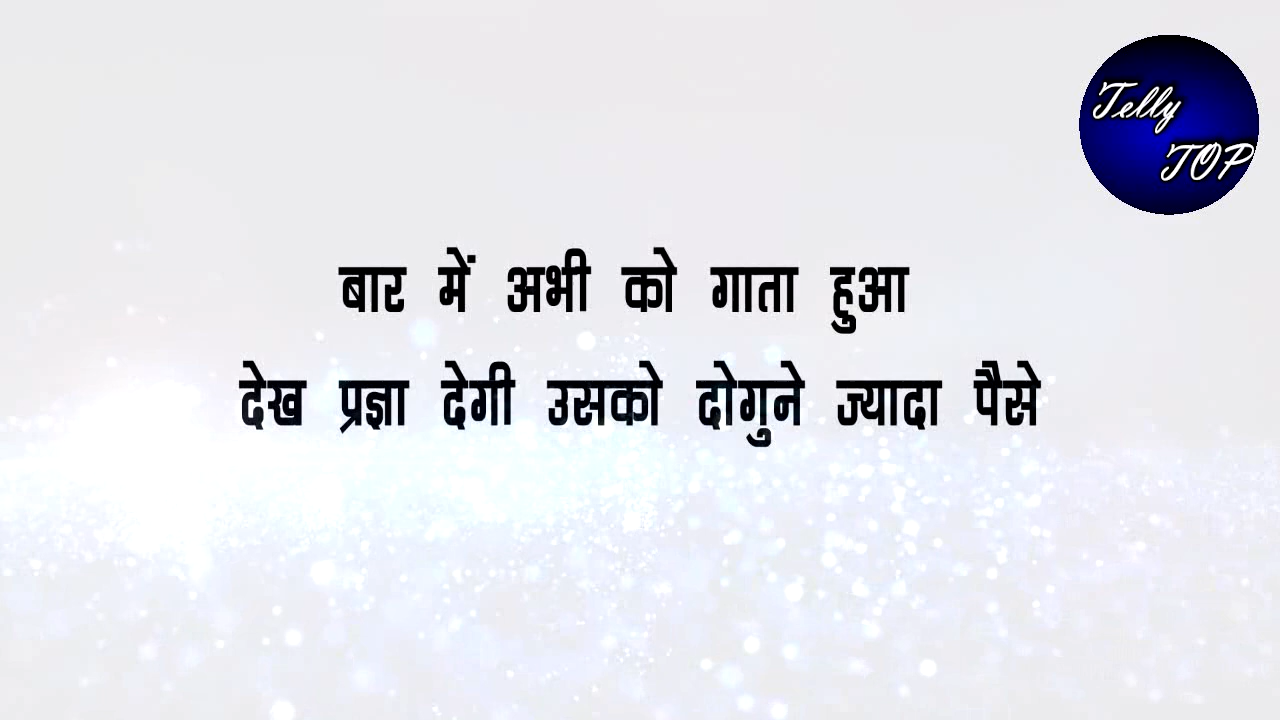 Telly
TOP
बार में अभी को गाता हुआ
देख प्रज्ञा देगी उसको दोगुने ज्यादा पैसे